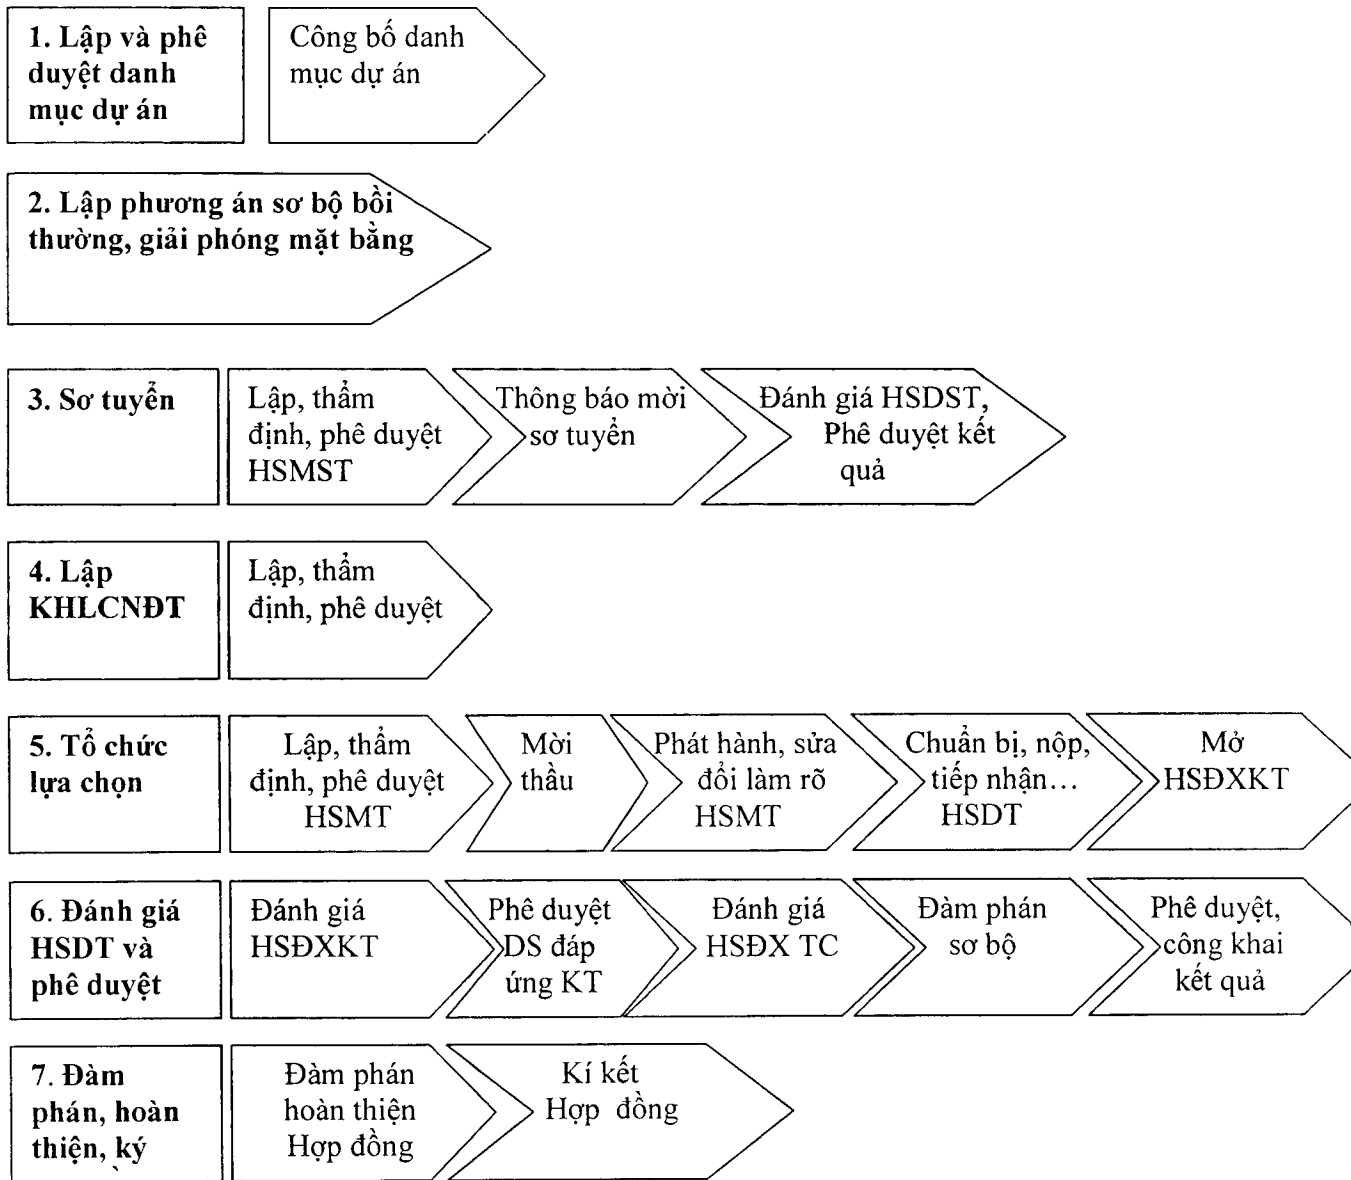 1. Lập và phê
duyệt danh
mục dự án
Công bố danh
mục dự án
2. Lập phương án sơ bộ bồi
thường, giải phóng mặt bằng
3. Sơ tuyển
Lập, thẩm
định, phê duyệt
HSMST
Thông báo mời
sơ tuyển
Đánh giá HSDST,
Phê duyệt kết
quả
4. Lập
KHLCNĐT
Lập, thẩm
định, phê duyệt
5. Tổ chức
lựa chọn
Lập, thẩm
định, phê duyệt
HSMT
Mời
thầu
Phát hành, sửa
đổi làm rõ
HSMT
Chuẩn bị, nộp,
tiếp nhận…
HSDT
Mở
HSĐXKT
6. Đánh giá
HSDT và
phê duyệt
Đánh giá
HSĐXKT
Phê duyệt
DS đáp
ứng KT
Đánh giá
HSĐX TC
Đàm phán
sơ bộ
Phê duyệt,
công khai
kết quả
7. Đàm
phán, hoàn
thiện, ký
Đàm phán
hoàn thiện
Hợp đồng
Kí kết
Hợp đồng